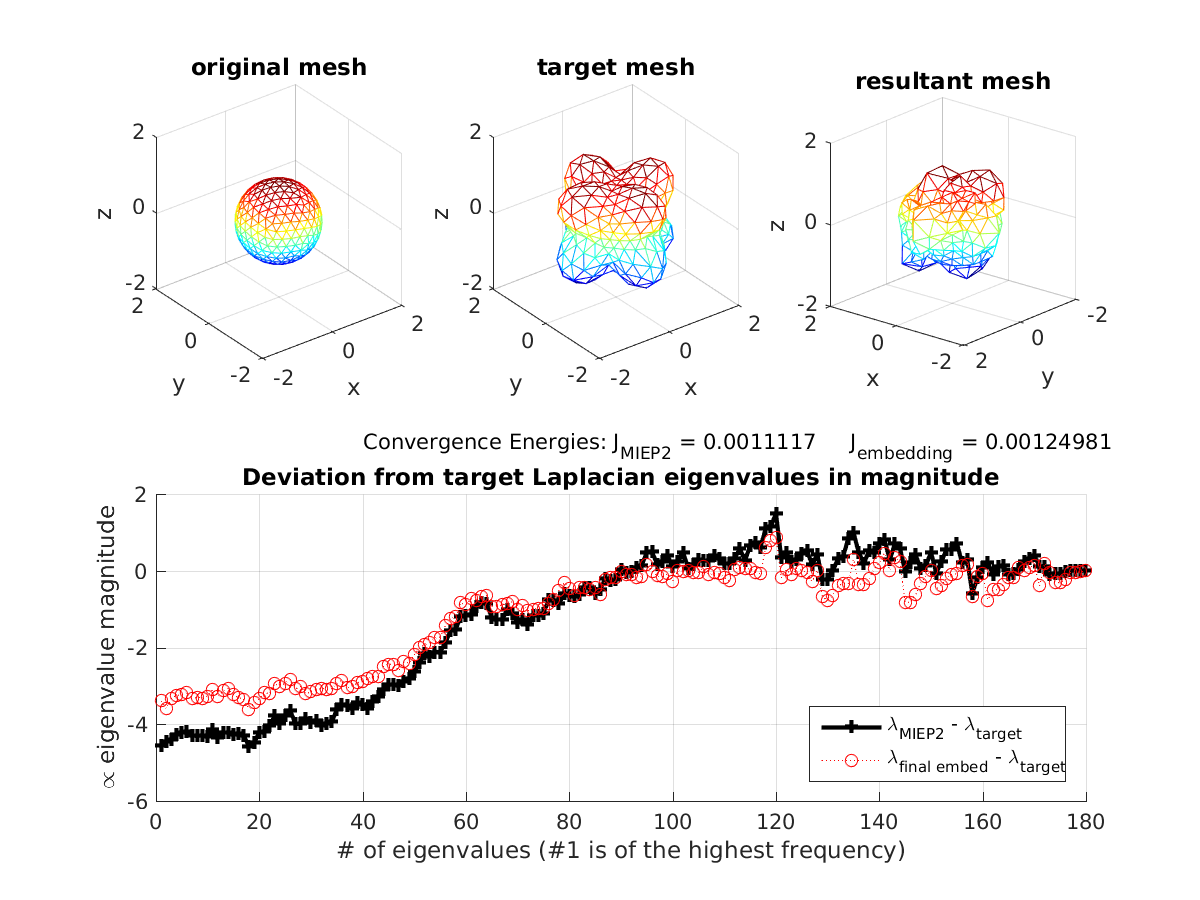 original mesh
target mesh
resultant mesh
2
0
-2
z
2
0
-2
y
-2
0
2
x
2
0
-2
z
2
0
-2
y
-2
0
2
x
2
0
-2
z
2
0
-2
x
2
0
-2
y
Convergence Energies: J_MIEP2 = 0.0011117 J_embedding = 0.00124981
Deviation from target Laplacian eigenvalues in magnitude
∝ eigenvalue magnitude
2
0
-2
-4
-6
λ_MIEP2 - λ_target
λ_final embed - λ_target
0 20 40 60 80 100 120 140 160 180
# of eigenvalues (#1 is of the highest frequency)